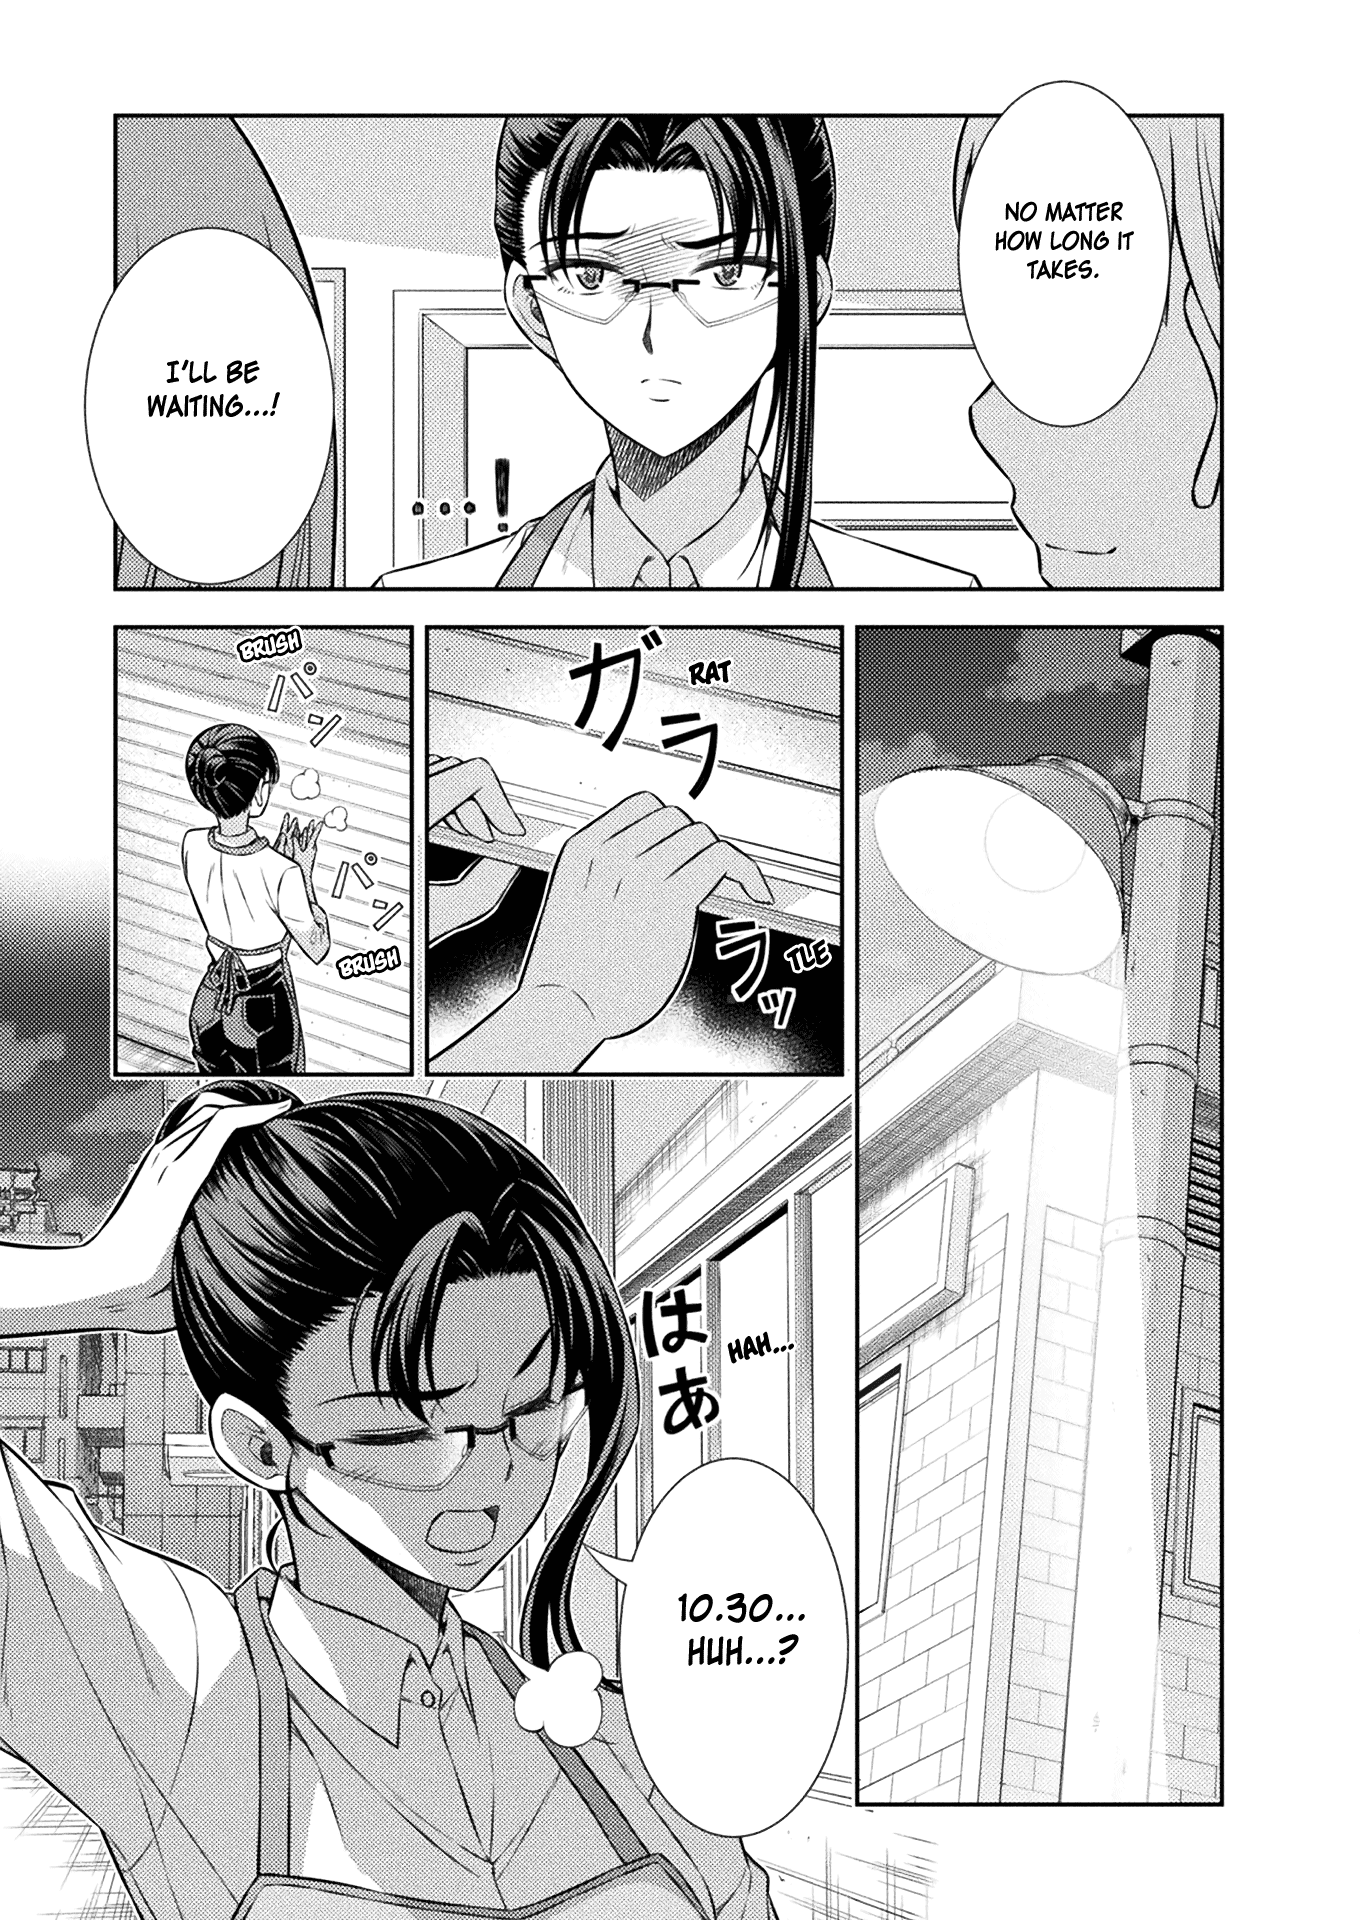 NO MATTER
HOW LONG IT
TAKES.
I'LL BE
WAITING...!
...!
ガラ
RAT
ラッ
TLE
BRUSH
パン
パン
BRUSH
はあ
HAH...
10.30...
HUH...?